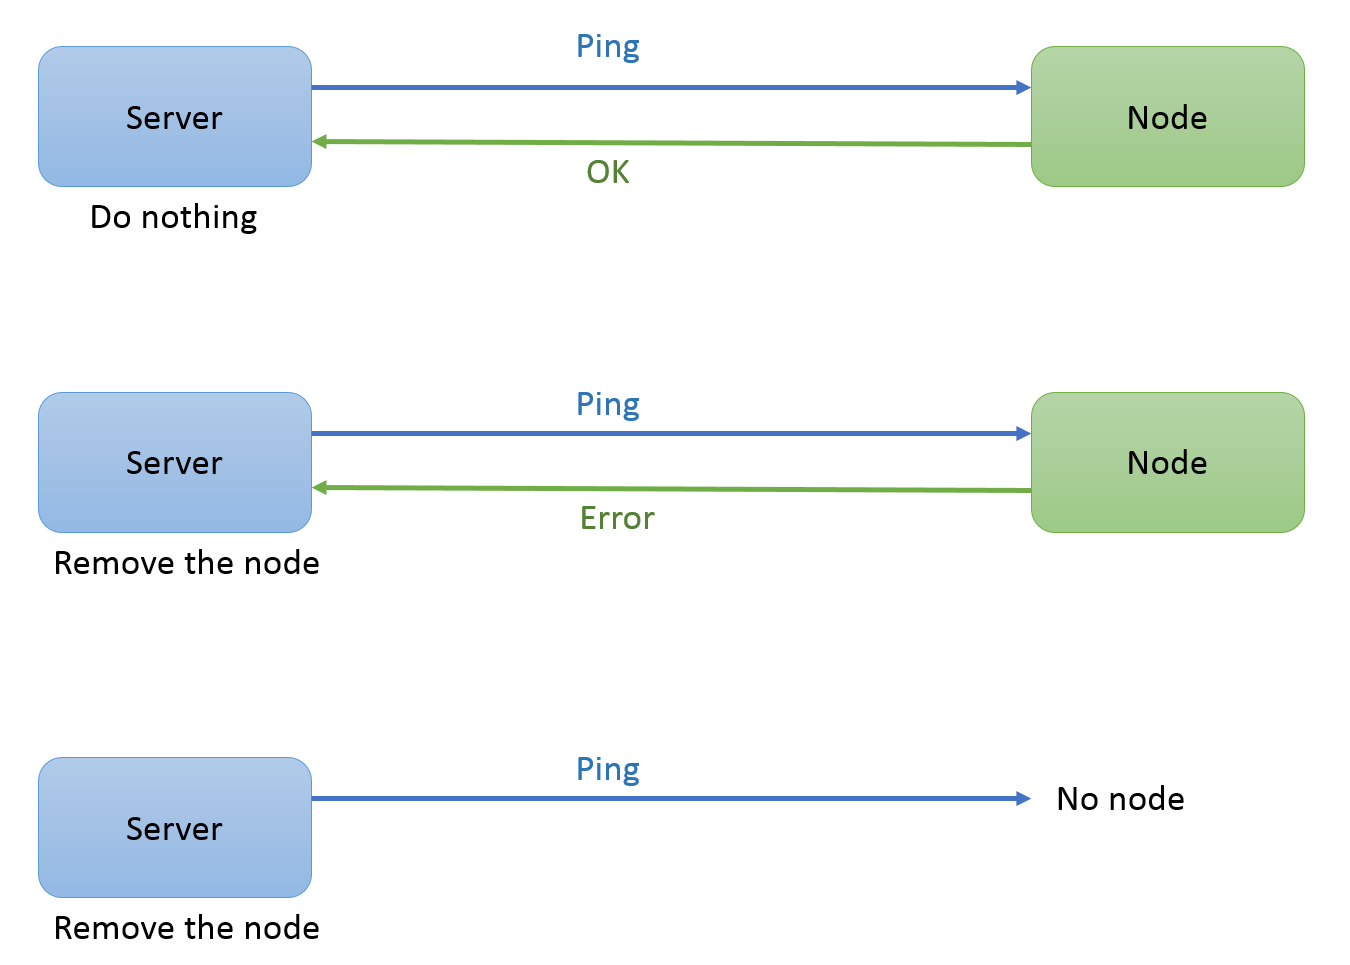 Ping
Server
Node
OK
Do nothing
Ping
Server
Node
Error
Remove the node
Ping
No node
Server
Remove the node